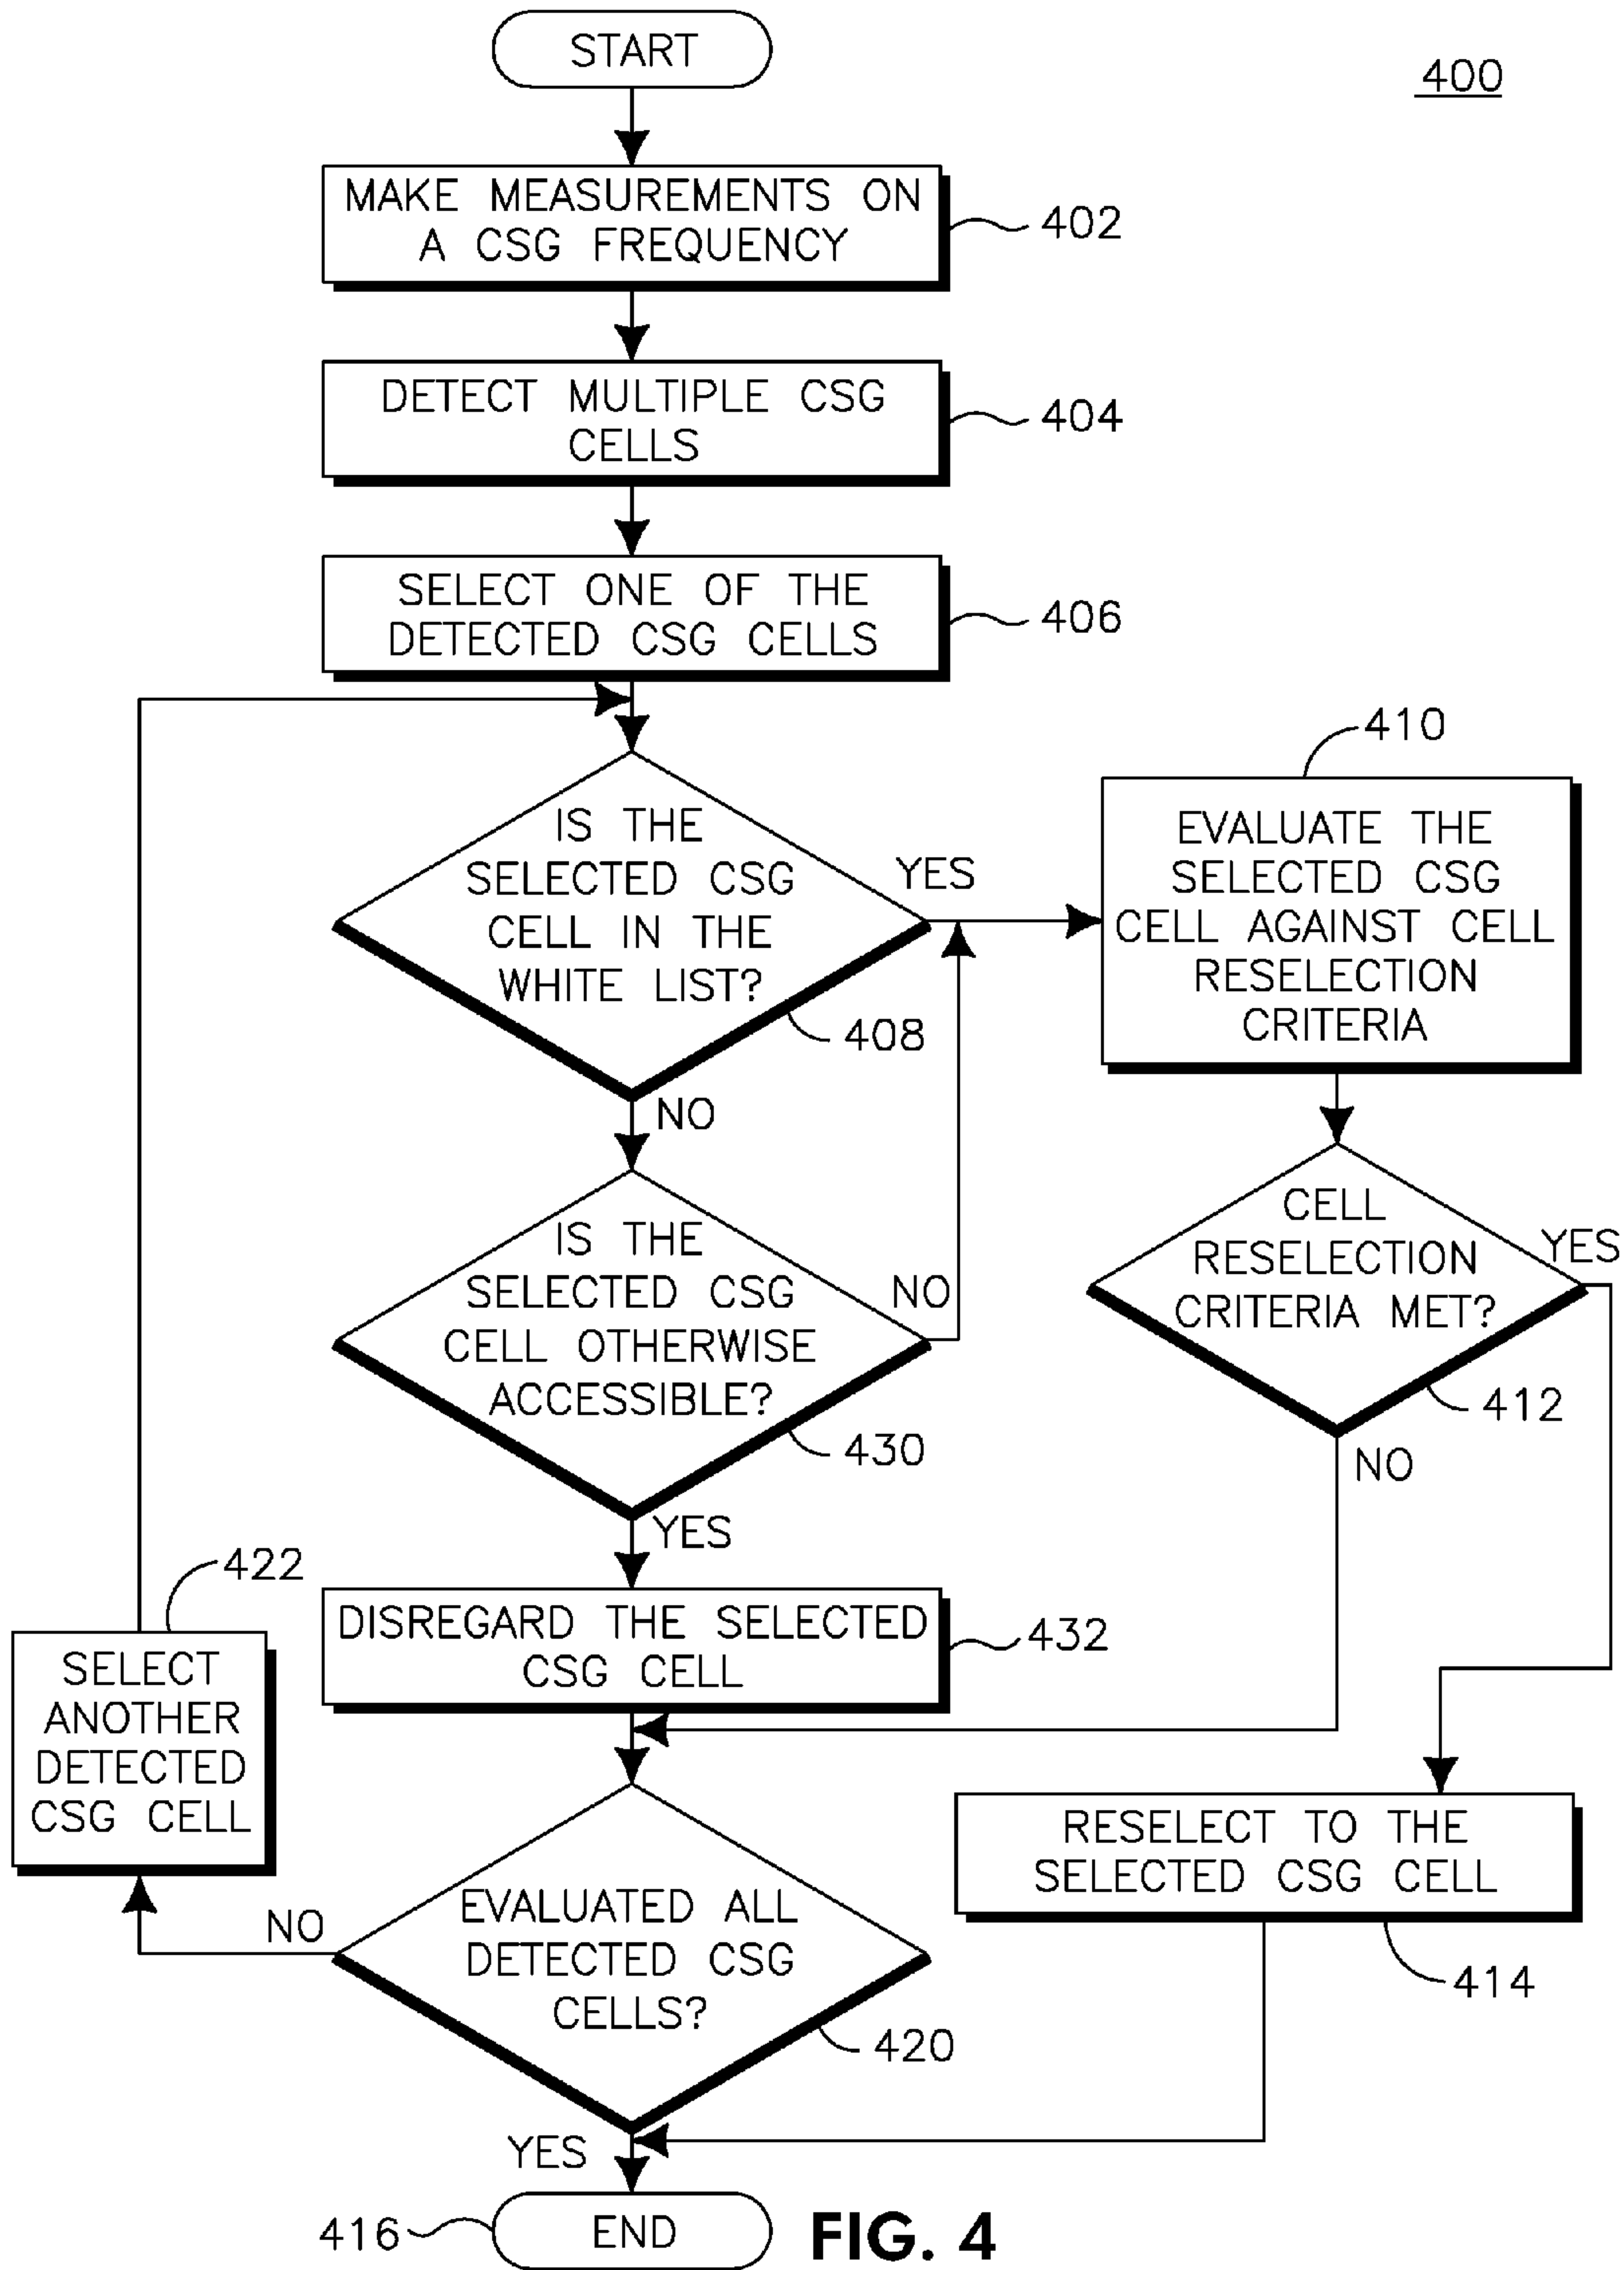 START
400
MAKE MEASUREMENTS ON
A CSG FREQUENCY
402
DETECT MULTIPLE CSG
CELLS
404
SELECT ONE OF THE
DETECTED CSG CELLS
406
IS THE
SELECTED CSG
CELL IN THE
WHITE LIST?
YES
408
NO
410
EVALUATE THE
SELECTED CSG
CELL AGAINST CELL
RESELECTION
CRITERIA
IS THE
SELECTED CSG
CELL OTHERWISE
ACCESSIBLE?
NO
430
YES
CELL
RESELECTION
CRITERIA MET?
YES
412
NO
DISREGARD THE SELECTED
CSG CELL
432
422
SELECT
ANOTHER
DETECTED
CSG CELL
RESELECT TO THE
SELECTED CSG CELL
414
EVALUATED ALL
DETECTED CSG
CELLS?
NO
420
YES
416
END
FIG. 4